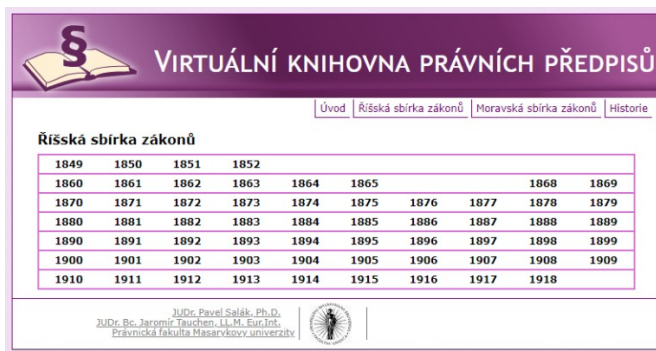 §
VIRTUÁLNÍ KNIHOVNA PRÁVNÍCH PŘEDPISŮ
Úvod Říšská sbírka zákonů Moravská sbírka zákonů Historie
Říšská sbírka zákonů
1849 1850 1851 1852
1860 1861 1862 1863 1864 1865 1868 1869
1870 1871 1872 1873 1874 1875 1876 1877 1878 1879
1880 1881 1882 1883 1884 1885 1886 1887 1888 1889
1890 1891 1892 1893 1894 1895 1896 1897 1898 1899
1900 1901 1902 1903 1904 1905 1906 1907 1908 1909
1910 1911 1912 1913 1914 1915 1916 1917 1918
JUDr. Pavel Salák, Ph.D.
JUDr. Bc. Jaromír Tauchen, LL.M. Eur.Int.
Právnická fakulta Masarykovy univerzity